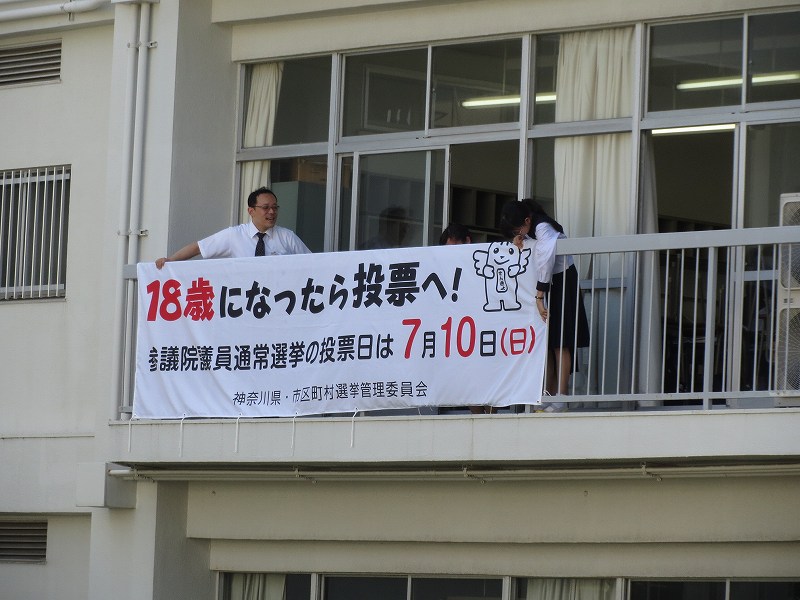 18歳になったら投票へ!
参議院議員通常選挙の投票日は7月10日(日)
神奈川県・市区町村選挙管理委員会